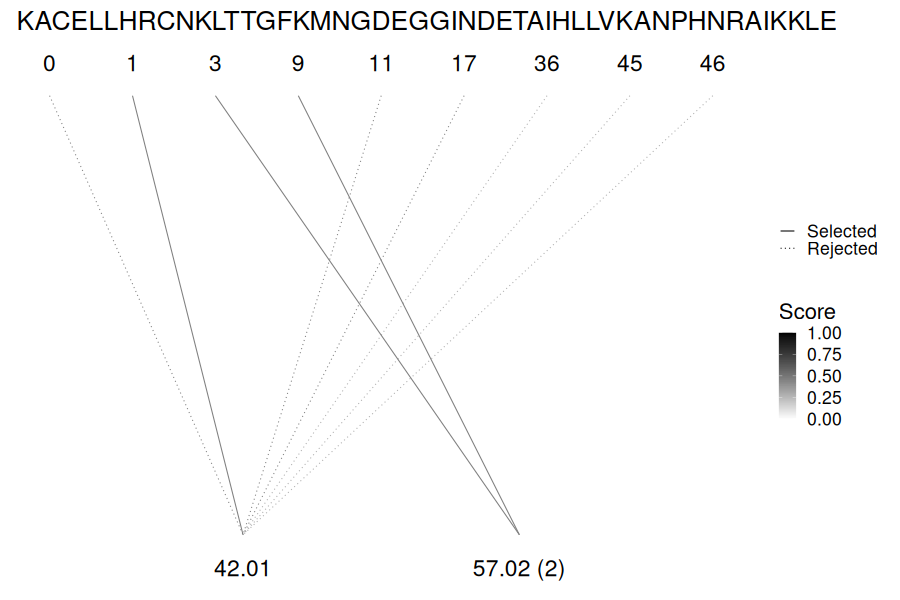 KACELLHRCNKLTTGFKMNGDEGGINDETAIHLLVKANPHNRAIKKLE
0 1 3 9 11 17 36 45 46
Selected
Rejected
Score
1.00
0.75
0.50
0.25
0.00
42.01 57.02 (2)